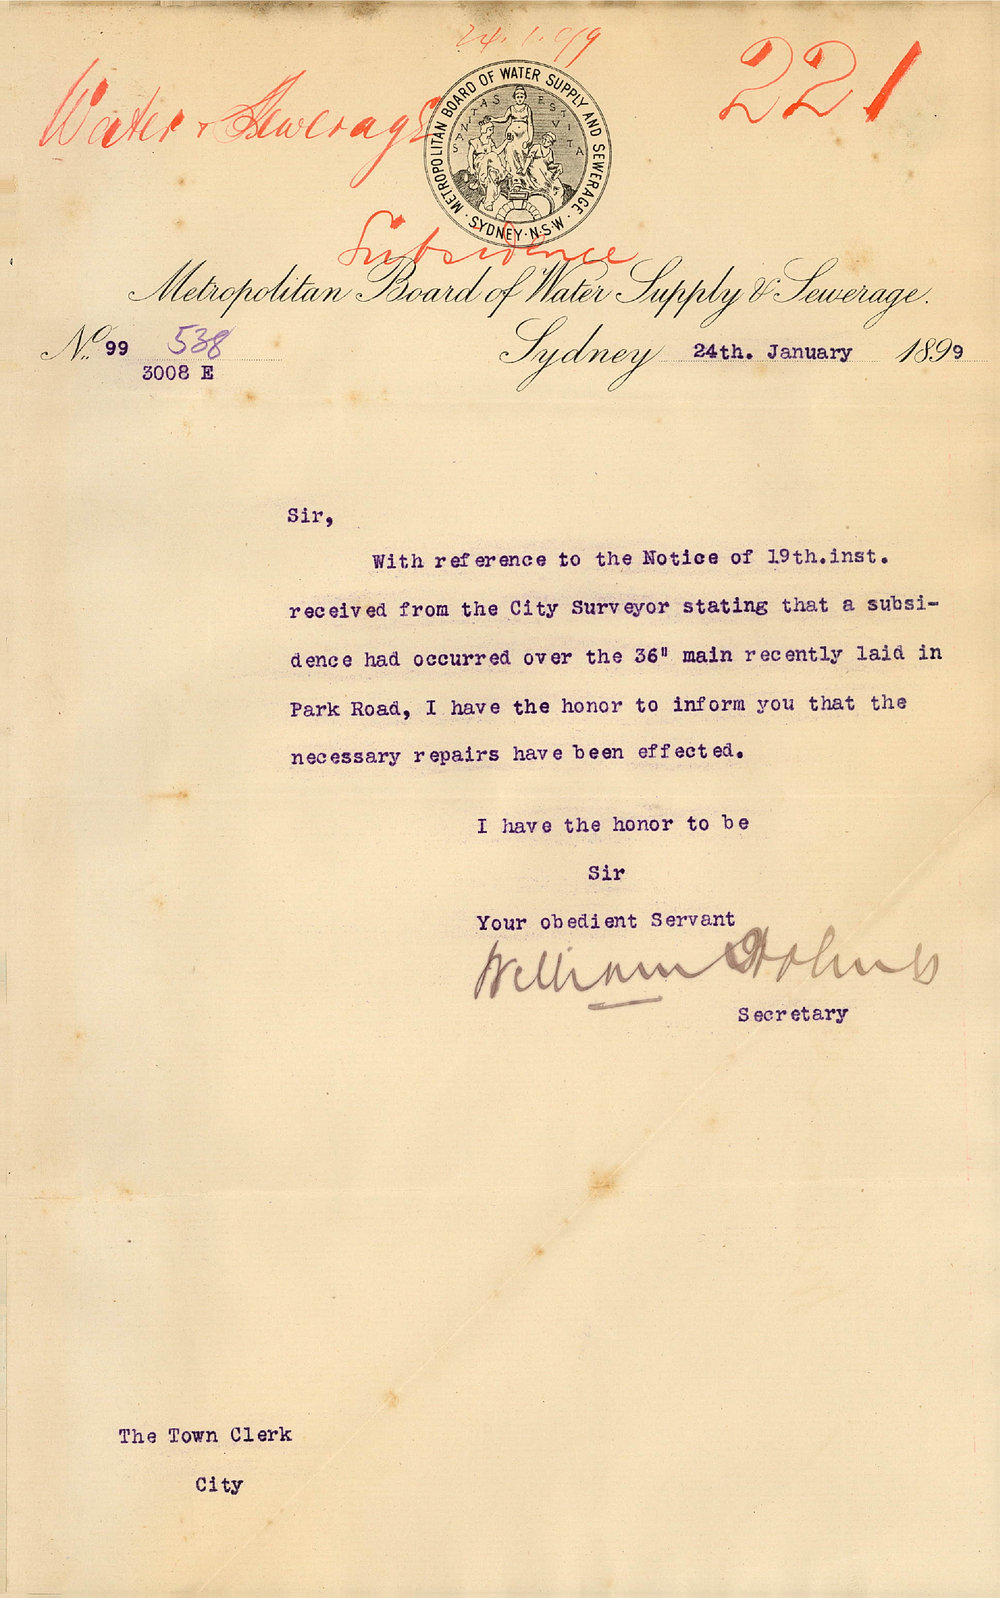 24.1.99
221
Water & Sewerage
METROPOLITAN BOARD OF WATER SUPPLY AND SEWERAGE
SANITAS EST VITA
· SYDNEY · N·S·W ·
Subsidence
Metropolitan Board of Water Supply & Sewerage.
No. 99 538 Sydney 24th. January 1899
3008 E
Sir,
With reference to the Notice of 19th.inst.
received from the City Surveyor stating that a subsi-
dence had occurred over the 36" main recently laid in
Park Road, I have the honor to inform you that the
necessary repairs have been effected.
I have the honor to be
Sir
Your obedient Servant
William Holmes
Secretary
The Town Clerk
City